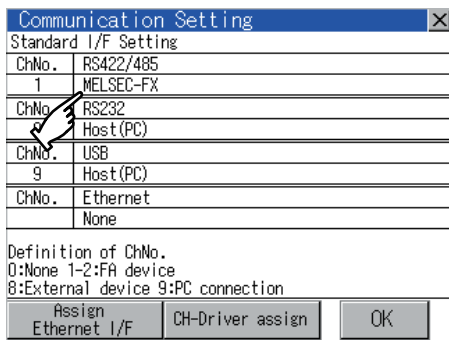 Communication Setting
Standard I/F Setting
ChNo. RS422/485
1 MELSEC-FX
ChNo. RS232
Host(PC)
ChNo. USB
9 Host(PC)
ChNo. Ethernet
None
Definition of ChNo.
0:None 1-2:FA device
8:External device 9:PC connection
Assign
Ethernet I/F
CH-Driver assign
OK